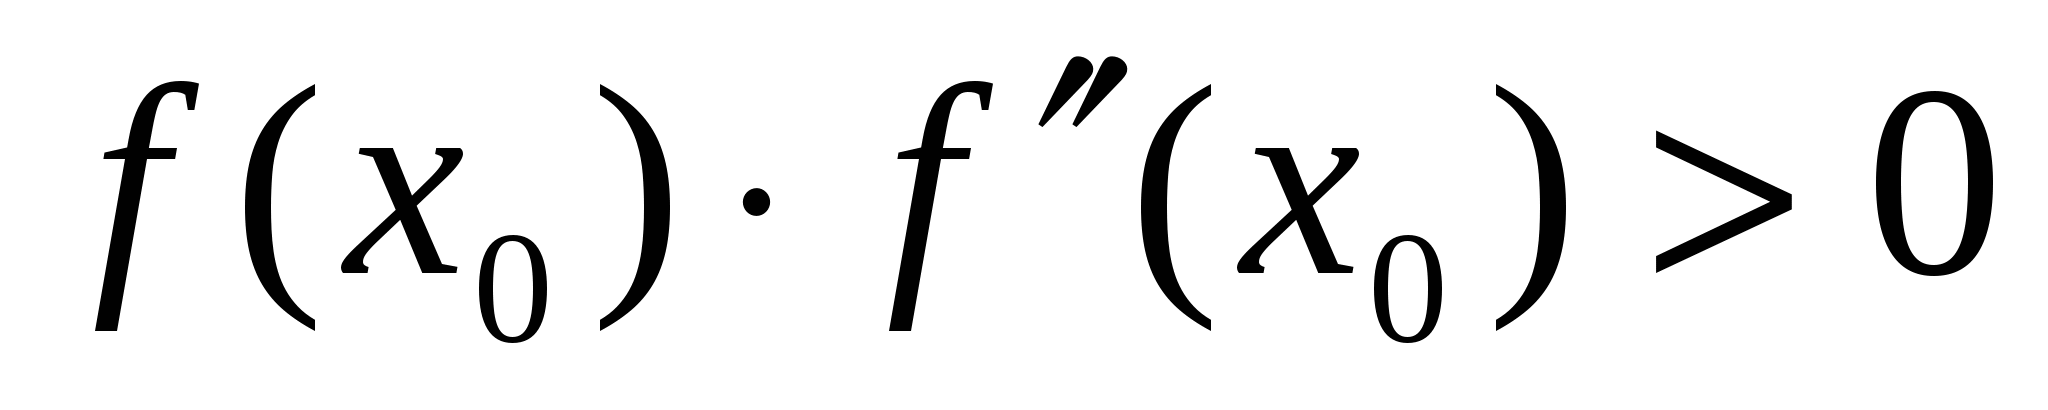 f(x₀) · f″(x₀) > 0